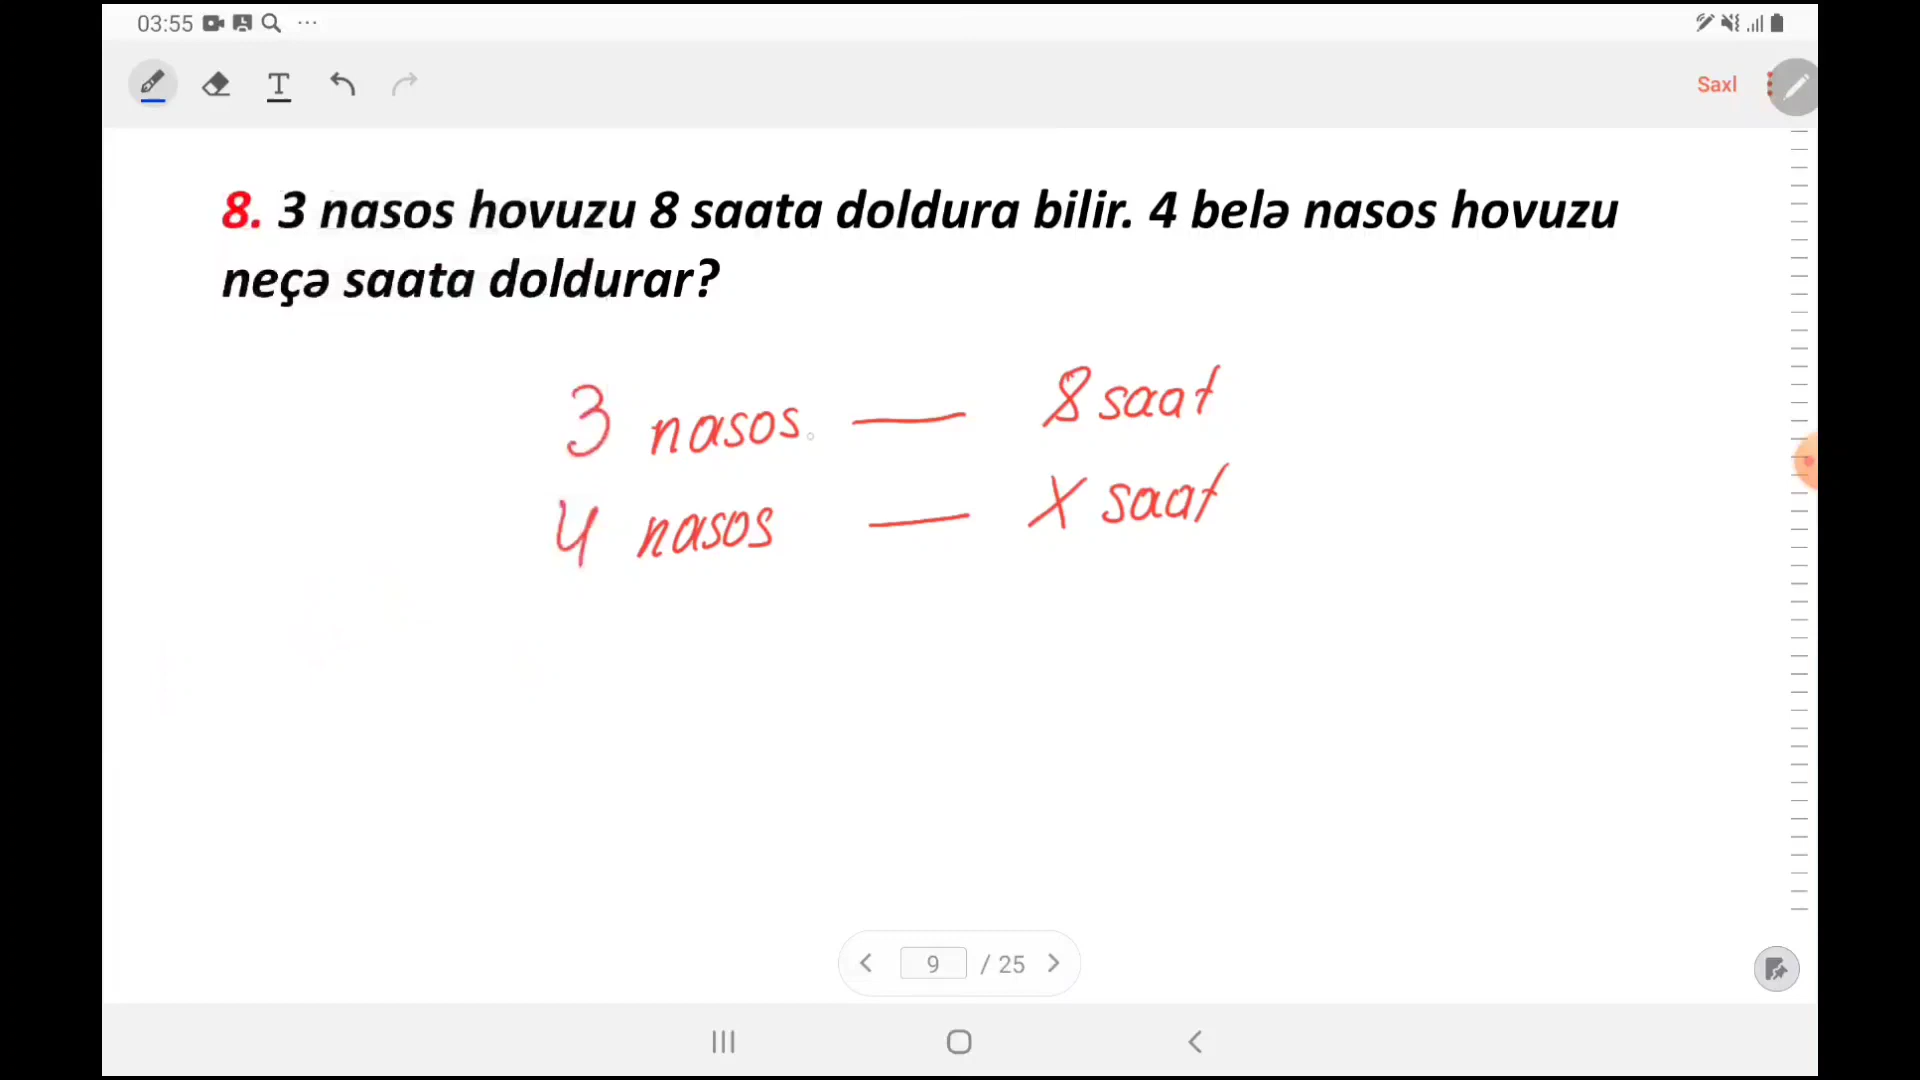 03:55
Saxl
8. 3 nasos hovuzu 8 saata doldura bilir. 4 belə nasos hovuzu
neçə saata doldurar?
3 nasos. — 8 saat
4 nasos — X saat
9 / 25